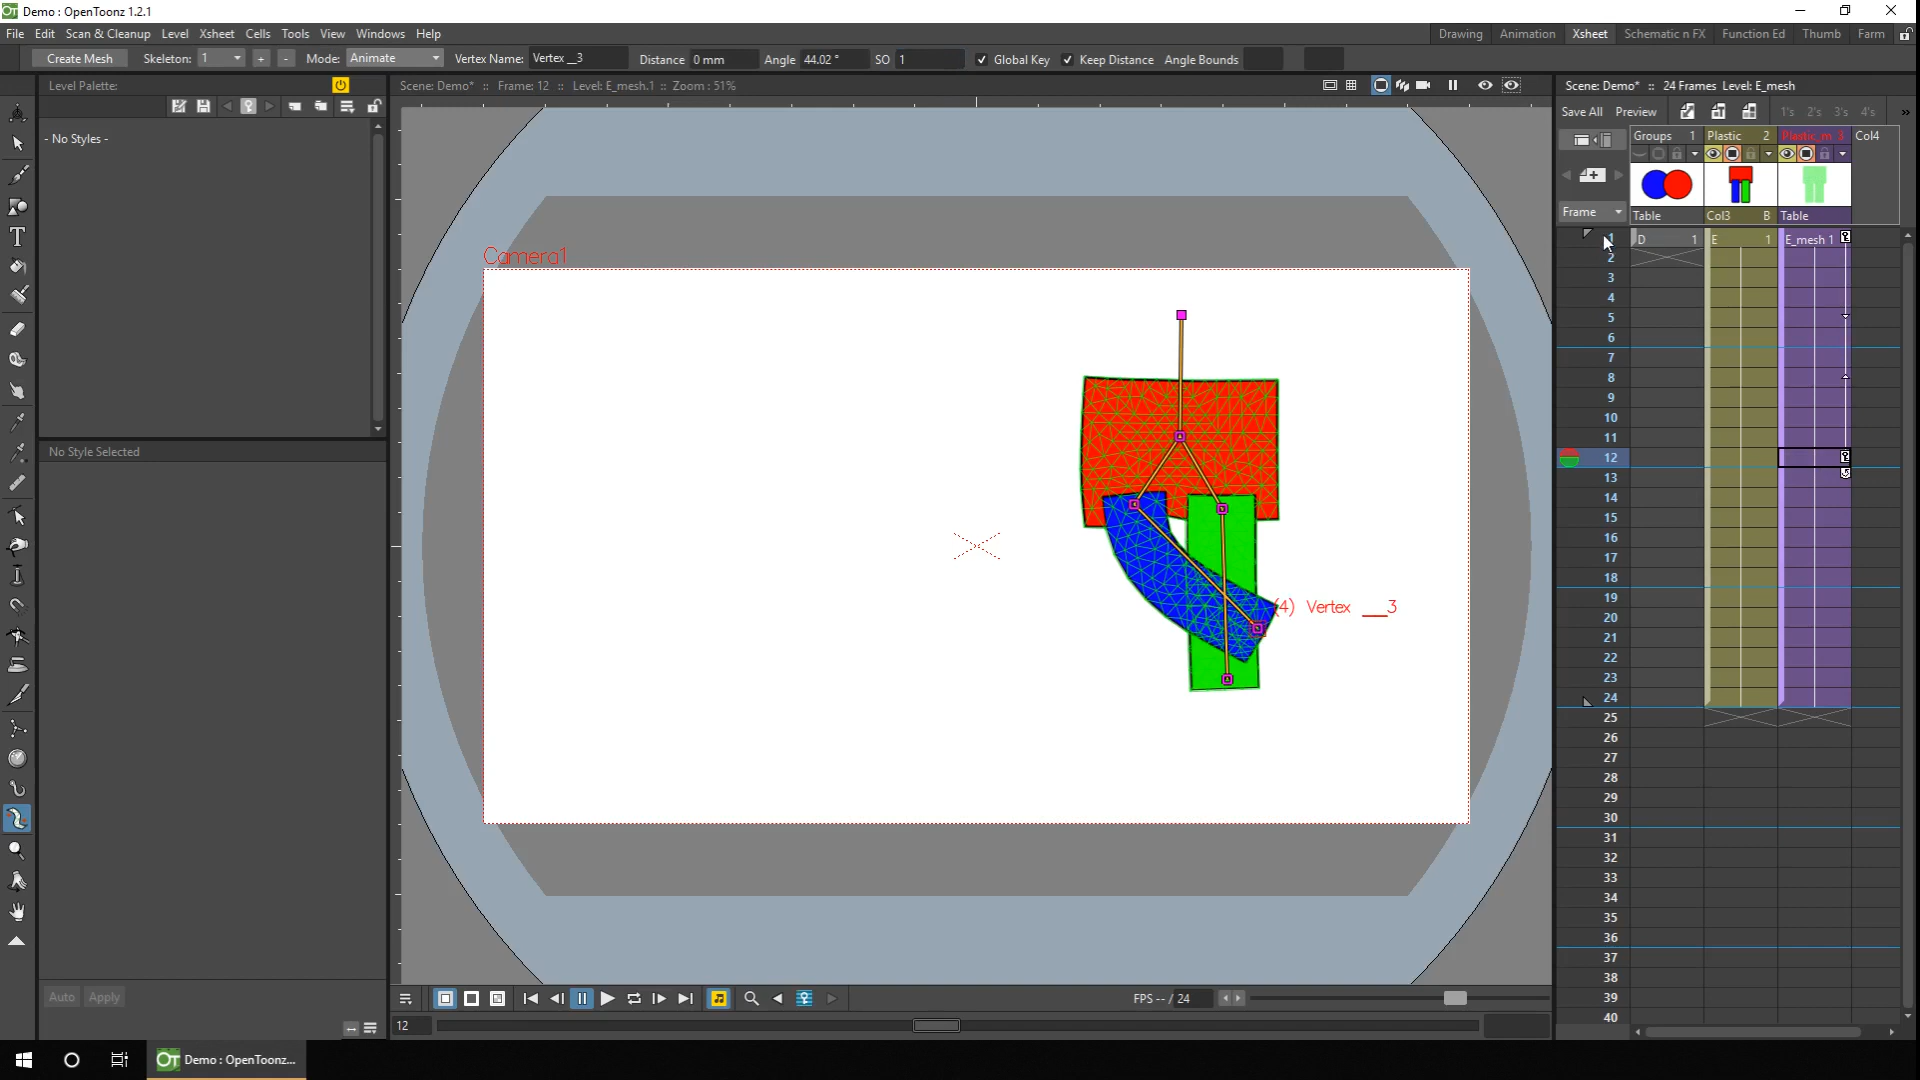 Demo : OpenToonz 1.2.1
File Edit Scan & Cleanup Level Xsheet Cells Tools View Windows Help
Drawing Animation Xsheet Schematic n FX Function Ed Thumb Farm
Create Mesh Skeleton: 1 + - Mode: Animate Vertex Name: Vertex __3 Distance 0 mm Angle 44.02 ° SO 1 Global Key Keep Distance Angle Bounds
Level Palette:
Scene: Demo* :: Frame: 12 :: Level: E_mesh.1 :: Zoom : 51%
Scene: Demo* :: 24 Frames Level: E_mesh
Save All Preview 1's 2's 3's 4's »
- No Styles -
Groups 1 Plastic 2 Plastic_m 3 Col4
Frame Table Col3 B Table
D 1 E 1 E_mesh 1
Camera1
(4) Vertex __3
No Style Selected
1
2
3
4
5
6
7
8
9
10
11
12
13
14
15
16
17
18
19
20
21
22
23
24
25
26
27
28
29
30
31
32
33
34
35
36
37
38
39
40
Auto Apply
FPS -- / 24
12
Demo : OpenToonz...